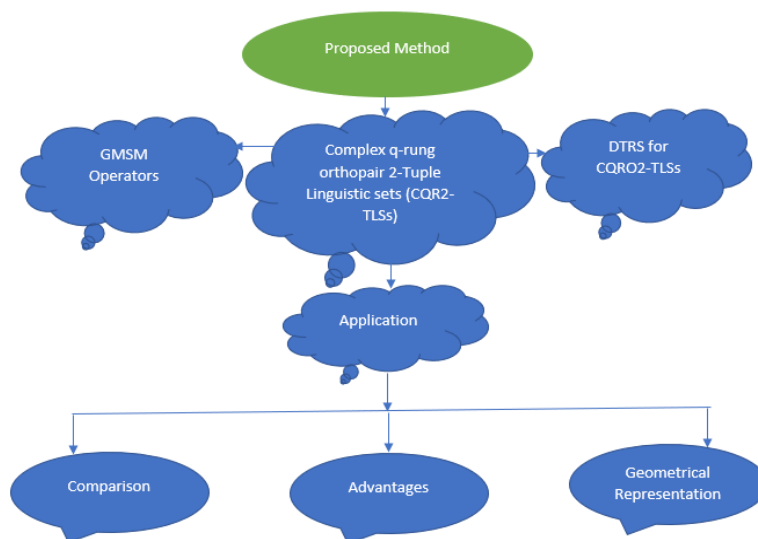 Proposed Method
GMSM
Operators
Complex q-rung
orthopair 2-Tuple
Linguistic sets (CQR2-
TLSs)
DTRS for
CQRO2-TLSs
Application
Comparison
Advantages
Geometrical
Representation